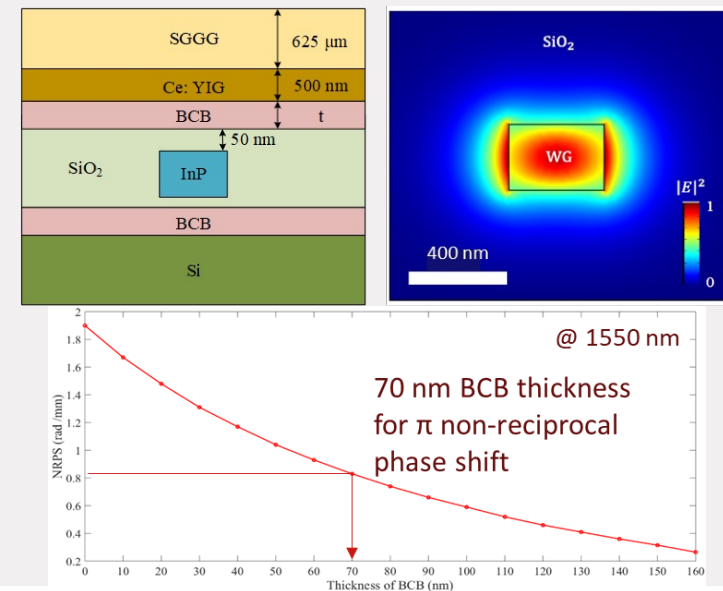 SGGG
625 μm
Ce: YIG
500 nm
BCB
t
50 nm
SiO2
InP
BCB
Si
SiO2
WG
|E|^2
1
0
400 nm
@ 1550 nm
70 nm BCB thickness
for π non-reciprocal
phase shift
NRPS (rad /mm)
2
1.8
1.6
1.4
1.2
1
0.8
0.6
0.4
0.2
0 10 20 30 40 50 60 70 80 90 100 110 120 130 140 150 160
Thickness of BCB (nm)